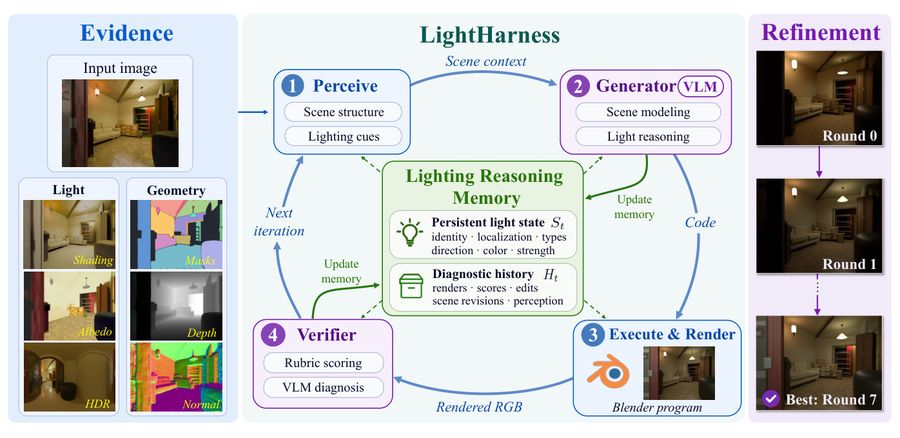 Evidence
Input image
Light
Geometry
Shading
Masks
Albedo
Depth
HDR
Normal
LightHarness
Scene context
1 Perceive
Scene structure
Lighting cues
2 Generator VLM
Scene modeling
Light reasoning
Lighting Reasoning
Memory
Persistent light state S_t
identity · localization · types
direction · color · strength
Diagnostic history H_t
renders · scores · edits
scene revisions · perception
Update
memory
Code
Next
iteration
Update
memory
4 Verifier
Rubric scoring
VLM diagnosis
3 Execute & Render
Blender program
Rendered RGB
Refinement
Round 0
Round 1
Best: Round 7